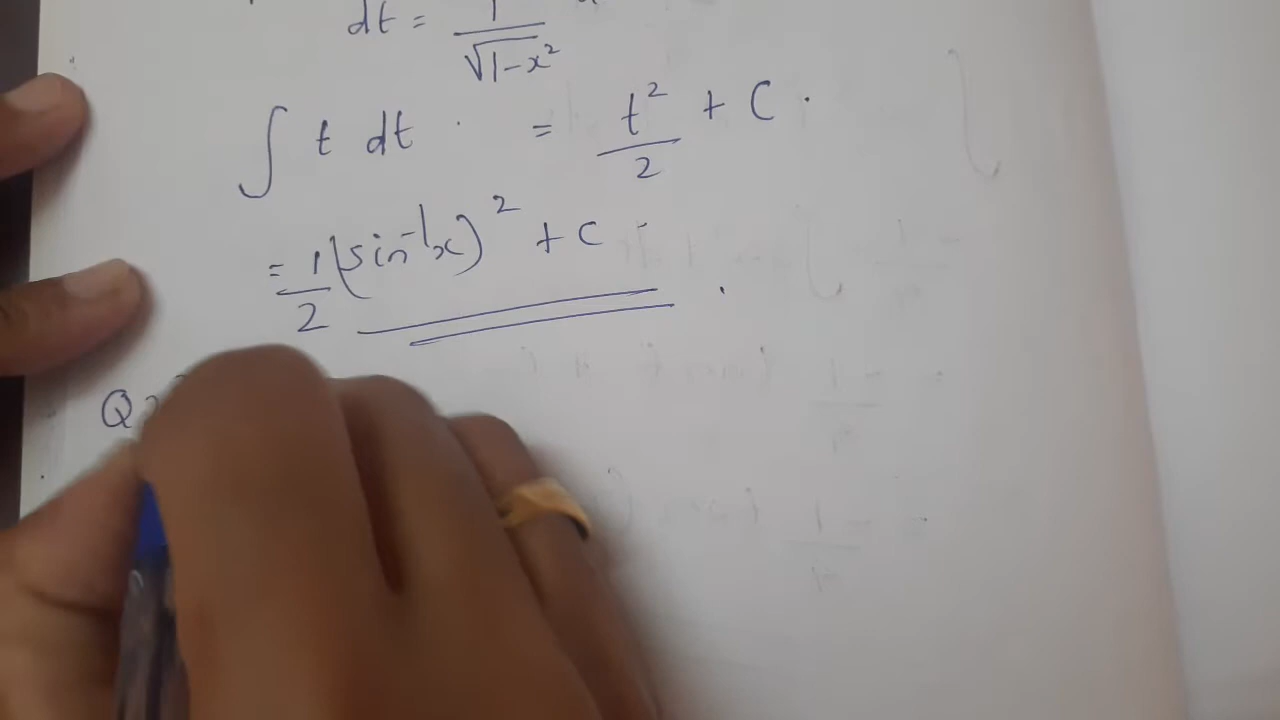 dt = 1/√1-x²
∫ t dt = t²/2 + C .
= 1/2 (sin⁻¹x)² + C
Q